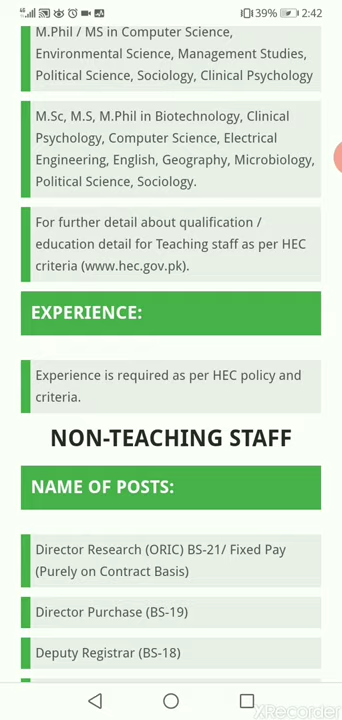 39% 2:42
M.Phil / MS in Computer Science,
Environmental Science, Management Studies,
Political Science, Sociology, Clinical Psychology
M.Sc, M.S, M.Phil in Biotechnology, Clinical
Psychology, Computer Science, Electrical
Engineering, English, Geography, Microbiology,
Political Science, Sociology.
For further detail about qualification /
education detail for Teaching staff as per HEC
criteria (www.hec.gov.pk).
EXPERIENCE:
Experience is required as per HEC policy and
criteria.
NON-TEACHING STAFF
NAME OF POSTS:
Director Research (ORIC) BS-21/ Fixed Pay
(Purely on Contract Basis)
Director Purchase (BS-19)
Deputy Registrar (BS-18)
XRecorder